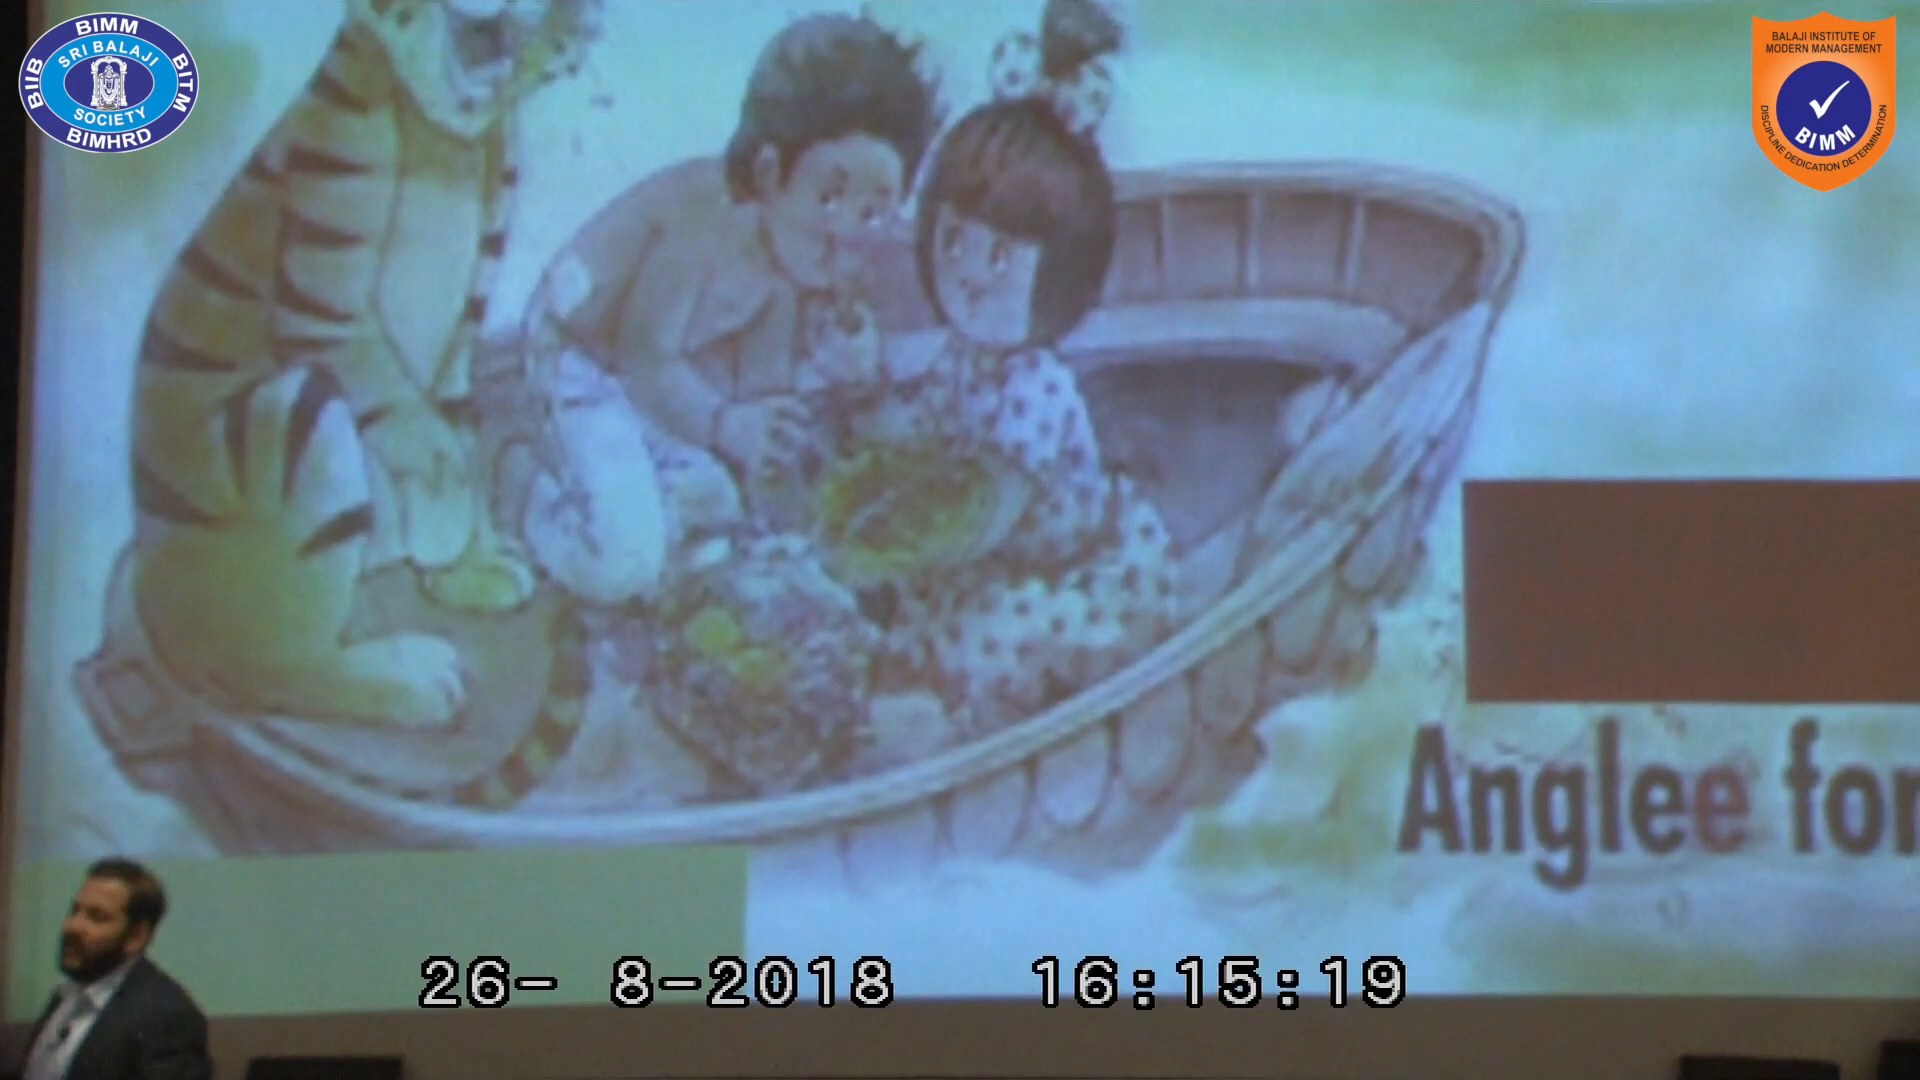 BIMM
SRI BALAJI
BIIB
BITM
SOCIETY
BIMHRD
BALAJI INSTITUTE OF
MODERN MANAGEMENT
BIMM
DISCIPLINE DEDICATION DETERMINATION
Anglee for
26- 8-2018 16:15:19